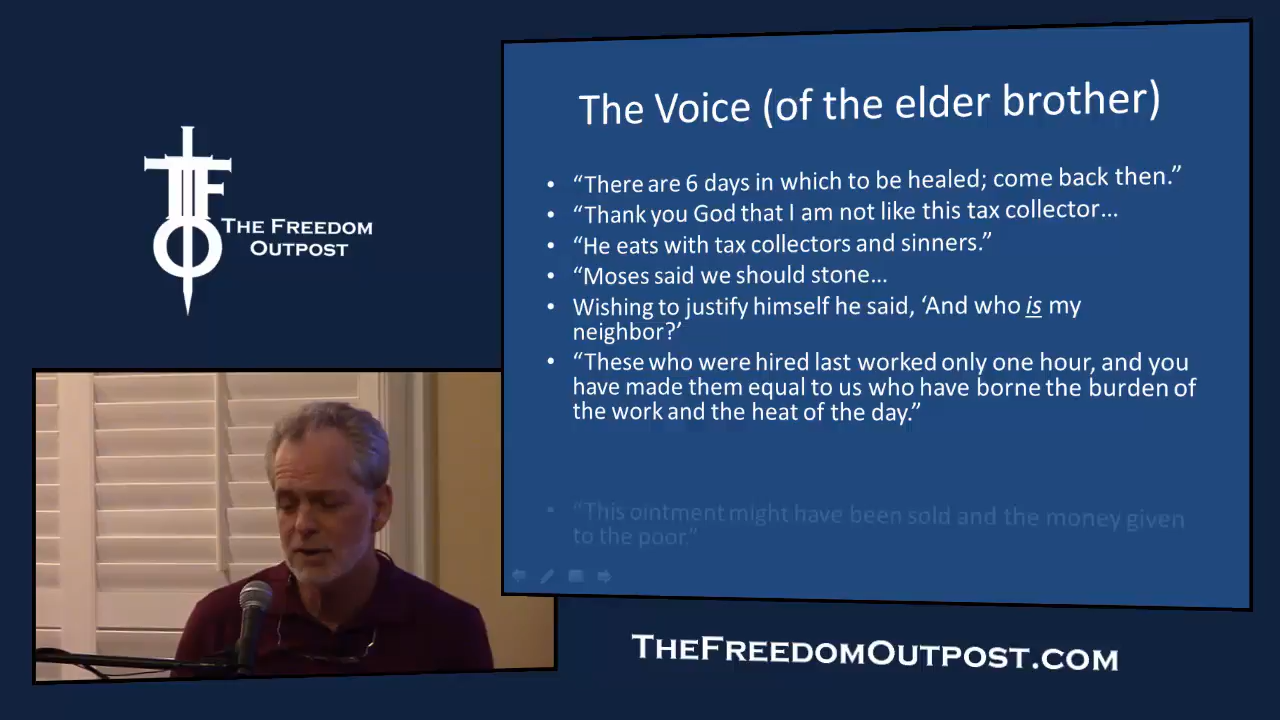 The Voice (of the elder brother)
• “There are 6 days in which to be healed; come back then.”
• “Thank you God that I am not like this tax collector…
• “He eats with tax collectors and sinners.”
• “Moses said we should stone…
• Wishing to justify himself he said, ‘And who is my
neighbor?’
• “These who were hired last worked only one hour, and you
have made them equal to us who have borne the burden of
the work and the heat of the day.”
• “This ointment might have been sold and the money given
to the poor.”
TFO
The Freedom
Outpost
TheFreedomOutpost.com